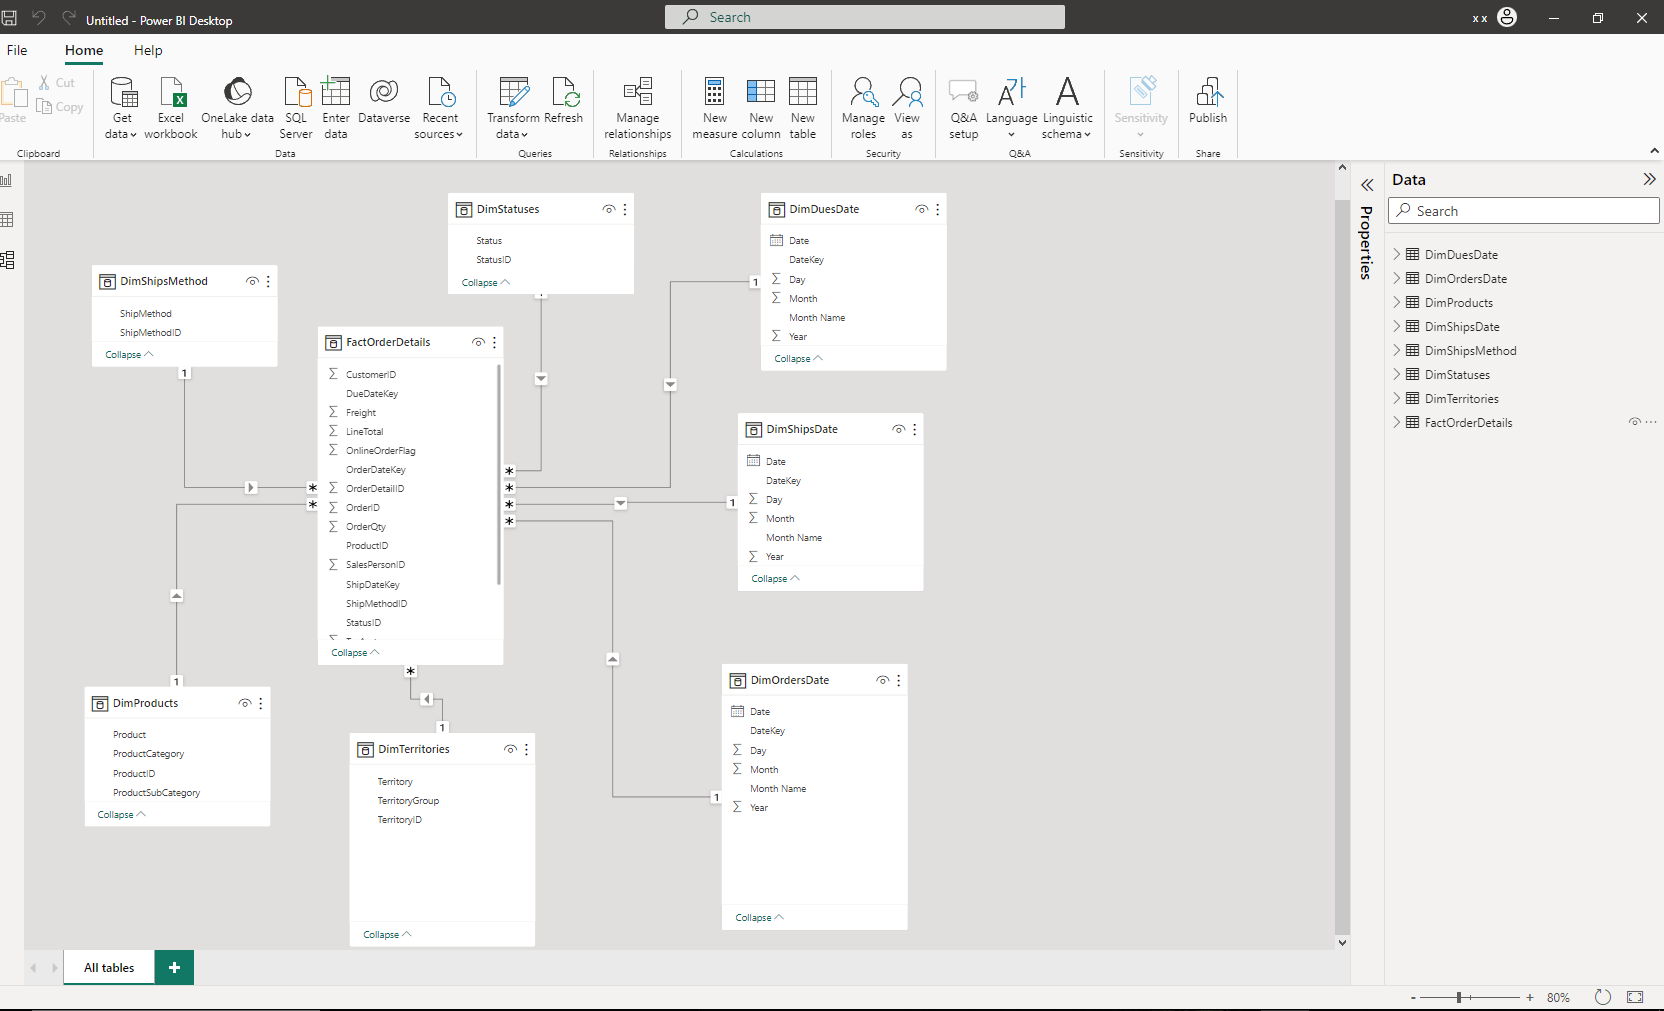 Untitled - Power BI Desktop
Search
x x
File
Home
Help
Paste
Cut
Copy
Clipboard
Get data
Excel workbook
OneLake data hub
SQL Server
Enter data
Dataverse
Recent sources
Data
Transform data
Refresh
Queries
Manage relationships
Relationships
New measure
New column
New table
Calculations
Manage roles
View as
Security
Q&A setup
Language
Linguistic schema
Q&A
Sensitivity
Sensitivity
Publish
Share
DimStatuses
Status
StatusID
Collapse
DimDuesDate
Date
DateKey
Day
Month
Month Name
Year
Collapse
1
DimShipsMethod
ShipMethod
ShipMethodID
Collapse
1
FactOrderDetails
CustomerID
DueDateKey
Freight
LineTotal
OnlineOrderFlag
OrderDateKey
OrderDetailID
OrderID
OrderQty
ProductID
SalesPersonID
ShipDateKey
ShipMethodID
StatusID
Collapse
*
*
*
*
*
*
*
DimShipsDate
Date
DateKey
Day
Month
Month Name
Year
Collapse
1
DimProducts
Product
ProductCategory
ProductID
ProductSubCategory
Collapse
1
DimTerritories
Territory
TerritoryGroup
TerritoryID
Collapse
1
DimOrdersDate
Date
DateKey
Day
Month
Month Name
Year
Collapse
1
Properties
Data
Search
DimDuesDate
DimOrdersDate
DimProducts
DimShipsDate
DimShipsMethod
DimStatuses
DimTerritories
FactOrderDetails
All tables
+
- + 80%